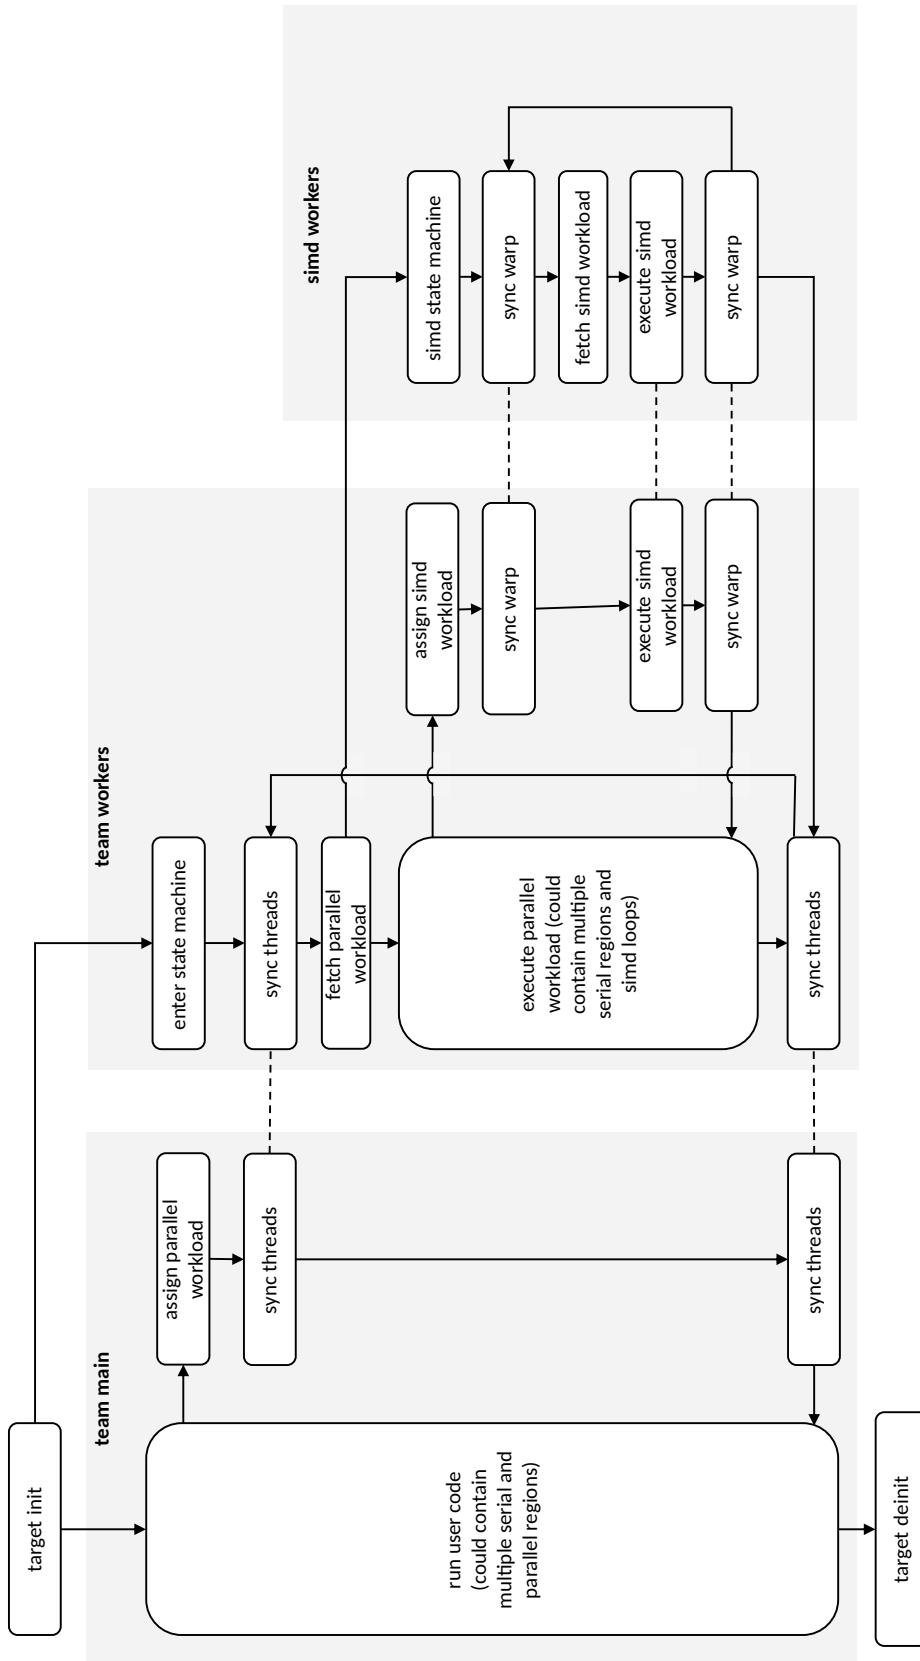 target init
team main
run user code
(could contain
multiple serial and
parallel regions)
assign parallel
workload
sync threads
sync threads
target deinit
team workers
enter state machine
sync threads
fetch parallel
workload
execute parallel
workload (could
contain multiple
serial regions and
simd loops)
sync threads
assign simd
workload
sync warp
execute simd
workload
sync warp
simd workers
simd state machine
sync warp
fetch simd workload
execute simd
workload
sync warp